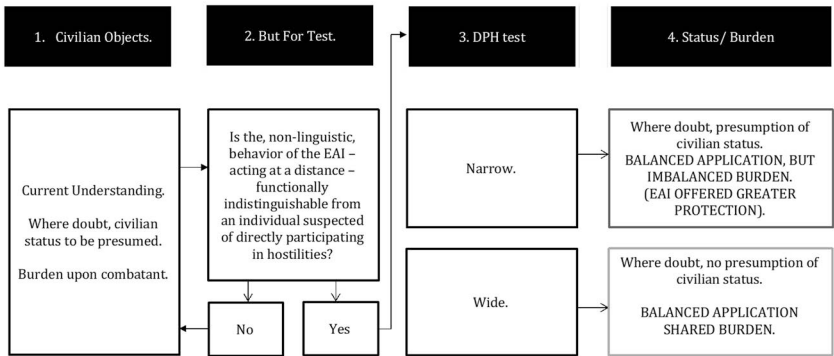 1. Civilian Objects.
2. But For Test.
3. DPH test
4. Status/ Burden
Current Understanding.
Where doubt, civilian
status to be presumed.
Burden upon combatant.
Is the, non-linguistic,
behavior of the EAI –
acting at a distance –
functionally
indistinguishable from
an individual suspected
of directly participating
in hostilities?
No
Yes
Narrow.
Wide.
Where doubt, presumption of
civilian status.
BALANCED APPLICATION, BUT
IMBALANCED BURDEN.
(EAI OFFERED GREATER
PROTECTION).
Where doubt, no presumption of
civilian status.
BALANCED APPLICATION
SHARED BURDEN.